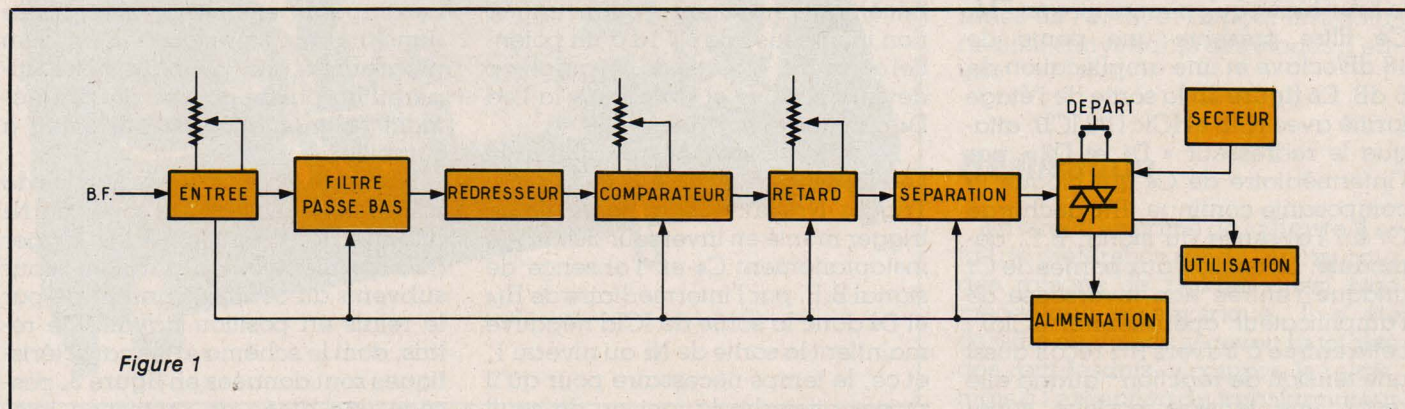 DEPART
SECTEUR
B.F.
ENTREE
FILTRE
PASSE-BAS
REDRESSEUR
COMPARATEUR
RETARD
SEPARATION
UTILISATION
ALIMENTATION
Figure 1